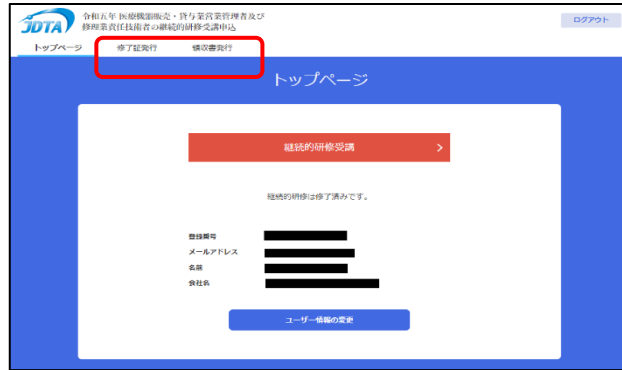 JDTA
令和五年 医療機器販売・貸与業営業管理者及び
修理業責任技術者の継続的研修受講申込
ログアウト
トップページ 修了証発行 領収書発行
トップページ
継続的研修受講
継続的研修は修了済みです。
登録番号
メールアドレス
名前
会社名
ユーザー情報の変更